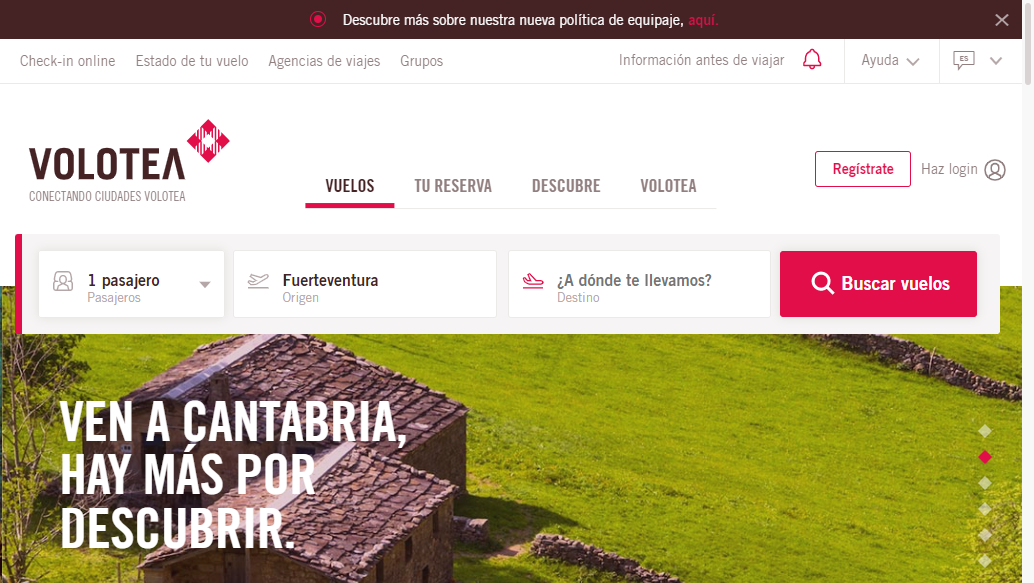 Descubre más sobre nuestra nueva política de equipaje, aquí.
Check-in online Estado de tu vuelo Agencias de viajes Grupos Información antes de viajar Ayuda ES
VOLOTEA
CONECTANDO CIUDADES VOLOTEA
VUELOS TU RESERVA DESCUBRE VOLOTEA
Regístrate Haz login
1 pasajero Fuerteventura ¿A dónde te llevamos? Buscar vuelos
Pasajeros Origen Destino
VEN A CANTABRIA,
HAY MÁS POR
DESCUBRIR.